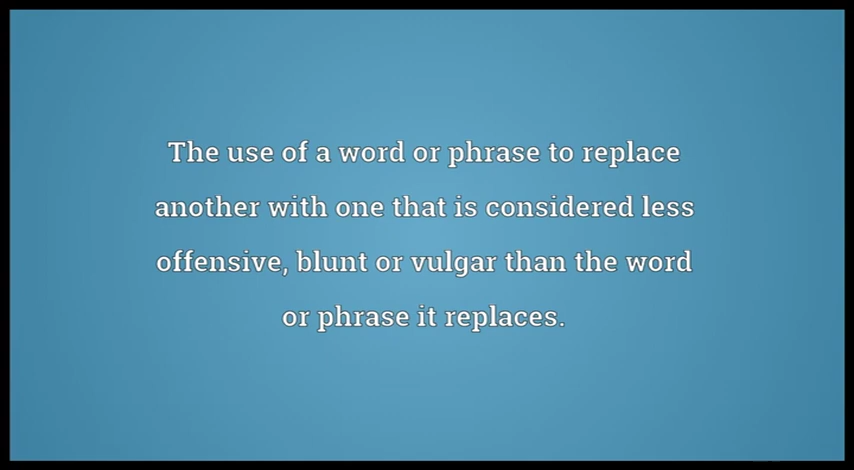 The use of a word or phrase to replace
another with one that is considered less
offensive, blunt or vulgar than the word
or phrase it replaces.